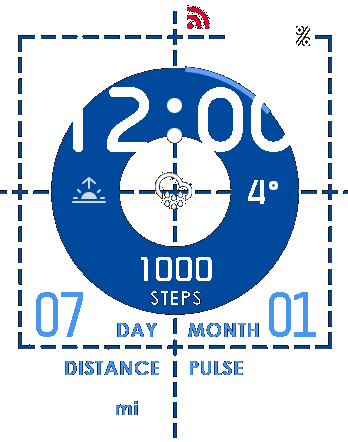 %
12:00
4°
1000
STEPS
07 DAY MONTH 01
DISTANCE PULSE
mi